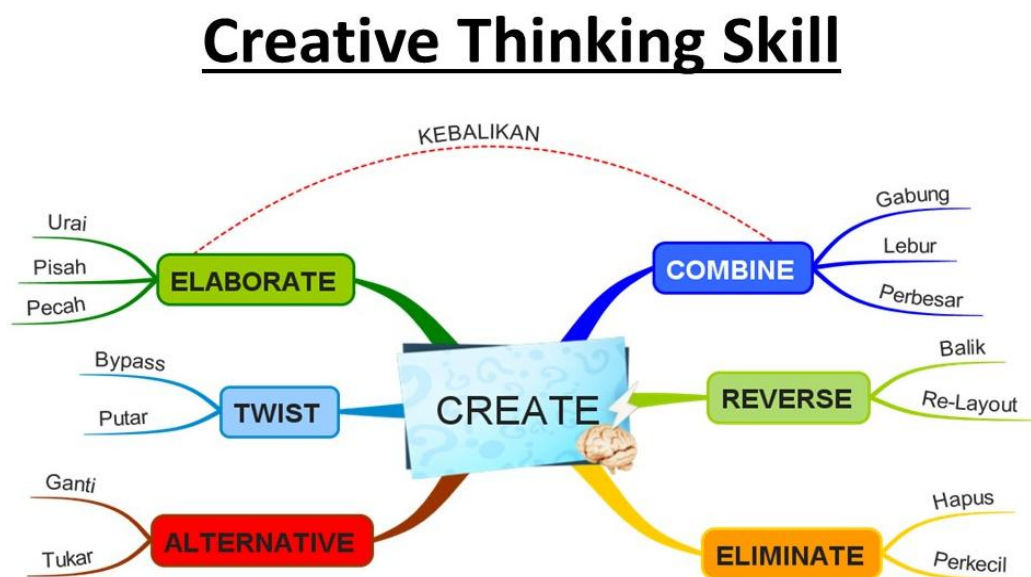 Creative Thinking Skill
KEBALIKAN
CREATE
COMBINE
Gabung
Lebur
Perbesar
REVERSE
Balik
Re-Layout
ELIMINATE
Hapus
Perkecil
ALTERNATIVE
Ganti
Tukar
TWIST
Bypass
Putar
ELABORATE
Urai
Pisah
Pecah